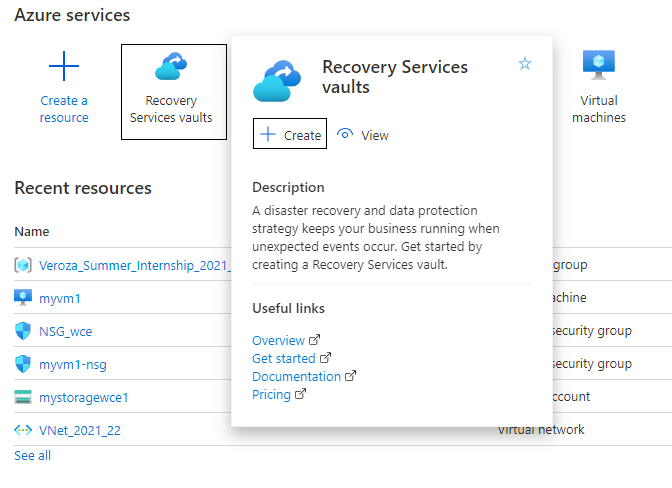 Azure services
Create a
resource
Recovery
Services vaults
Recovery Services
vaults
Create
View
Description
A disaster recovery and data protection
strategy keeps your business running when
unexpected events occur. Get started by
creating a Recovery Services vault.
Useful links
Overview
Get started
Documentation
Pricing
Virtual
machines
Recent resources
Name
Veroza_Summer_Internship_2021_
group
myvm1
achine
NSG_wce
security group
myvm1-nsg
security group
mystoragewce1
account
VNet_2021_22
Virtual network
See all